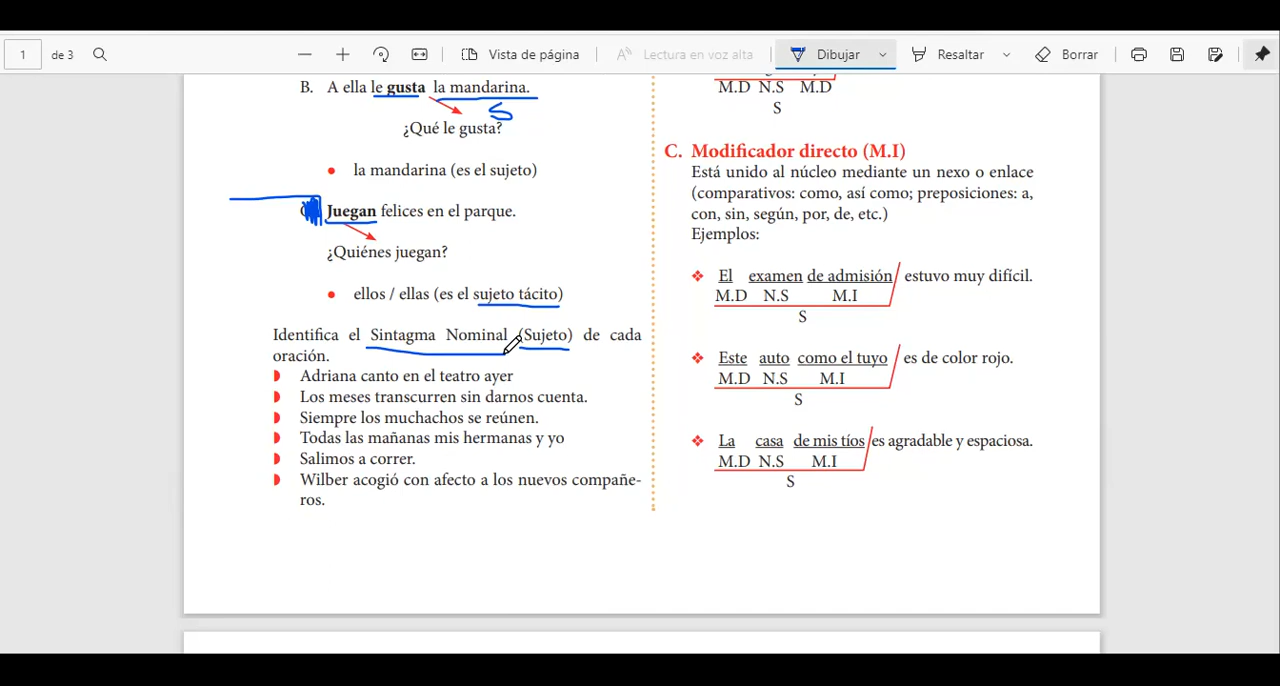 1
de 3
Vista de página
Lectura en voz alta
Dibujar
Resaltar
Borrar
B. A ella le gusta la mandarina.
S
¿Qué le gusta?
la mandarina (es el sujeto)
Juegan felices en el parque.
¿Quiénes juegan?
ellos / ellas (es el sujeto tácito)
Identifica el Sintagma Nominal (Sujeto) de cada
oración.
Adriana canto en el teatro ayer
Los meses transcurren sin darnos cuenta.
Siempre los muchachos se reúnen.
Todas las mañanas mis hermanas y yo
Salimos a correr.
Wilber acogió con afecto a los nuevos compañe-
ros.
M.D N.S M.D
S
C. Modificador directo (M.I)
Está unido al núcleo mediante un nexo o enlace
(comparativos: como, así como; preposiciones: a,
con, sin, según, por, de, etc.)
Ejemplos:
El examen de admisión estuvo muy difícil.
M.D N.S M.I
S
Este auto como el tuyo es de color rojo.
M.D N.S M.I
S
La casa de mis tíos es agradable y espaciosa.
M.D N.S M.I
S